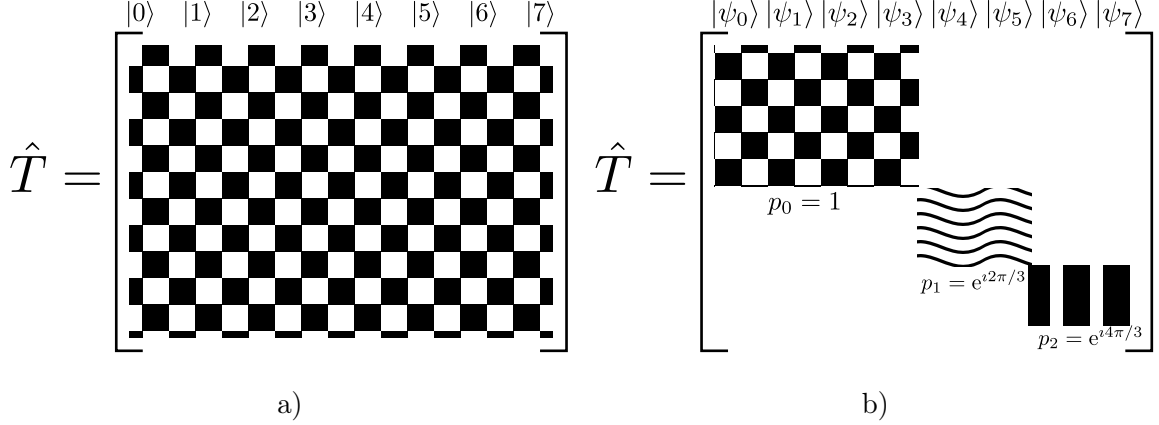 |0⟩ |1⟩ |2⟩ |3⟩ |4⟩ |5⟩ |6⟩ |7⟩
T̂ =
a)
|ψ₀⟩ |ψ₁⟩ |ψ₂⟩ |ψ₃⟩ |ψ₄⟩ |ψ₅⟩ |ψ₆⟩ |ψ₇⟩
T̂ =
p₀ = 1
p₁ = e^{ı2π/3}
p₂ = e^{ı4π/3}
b)